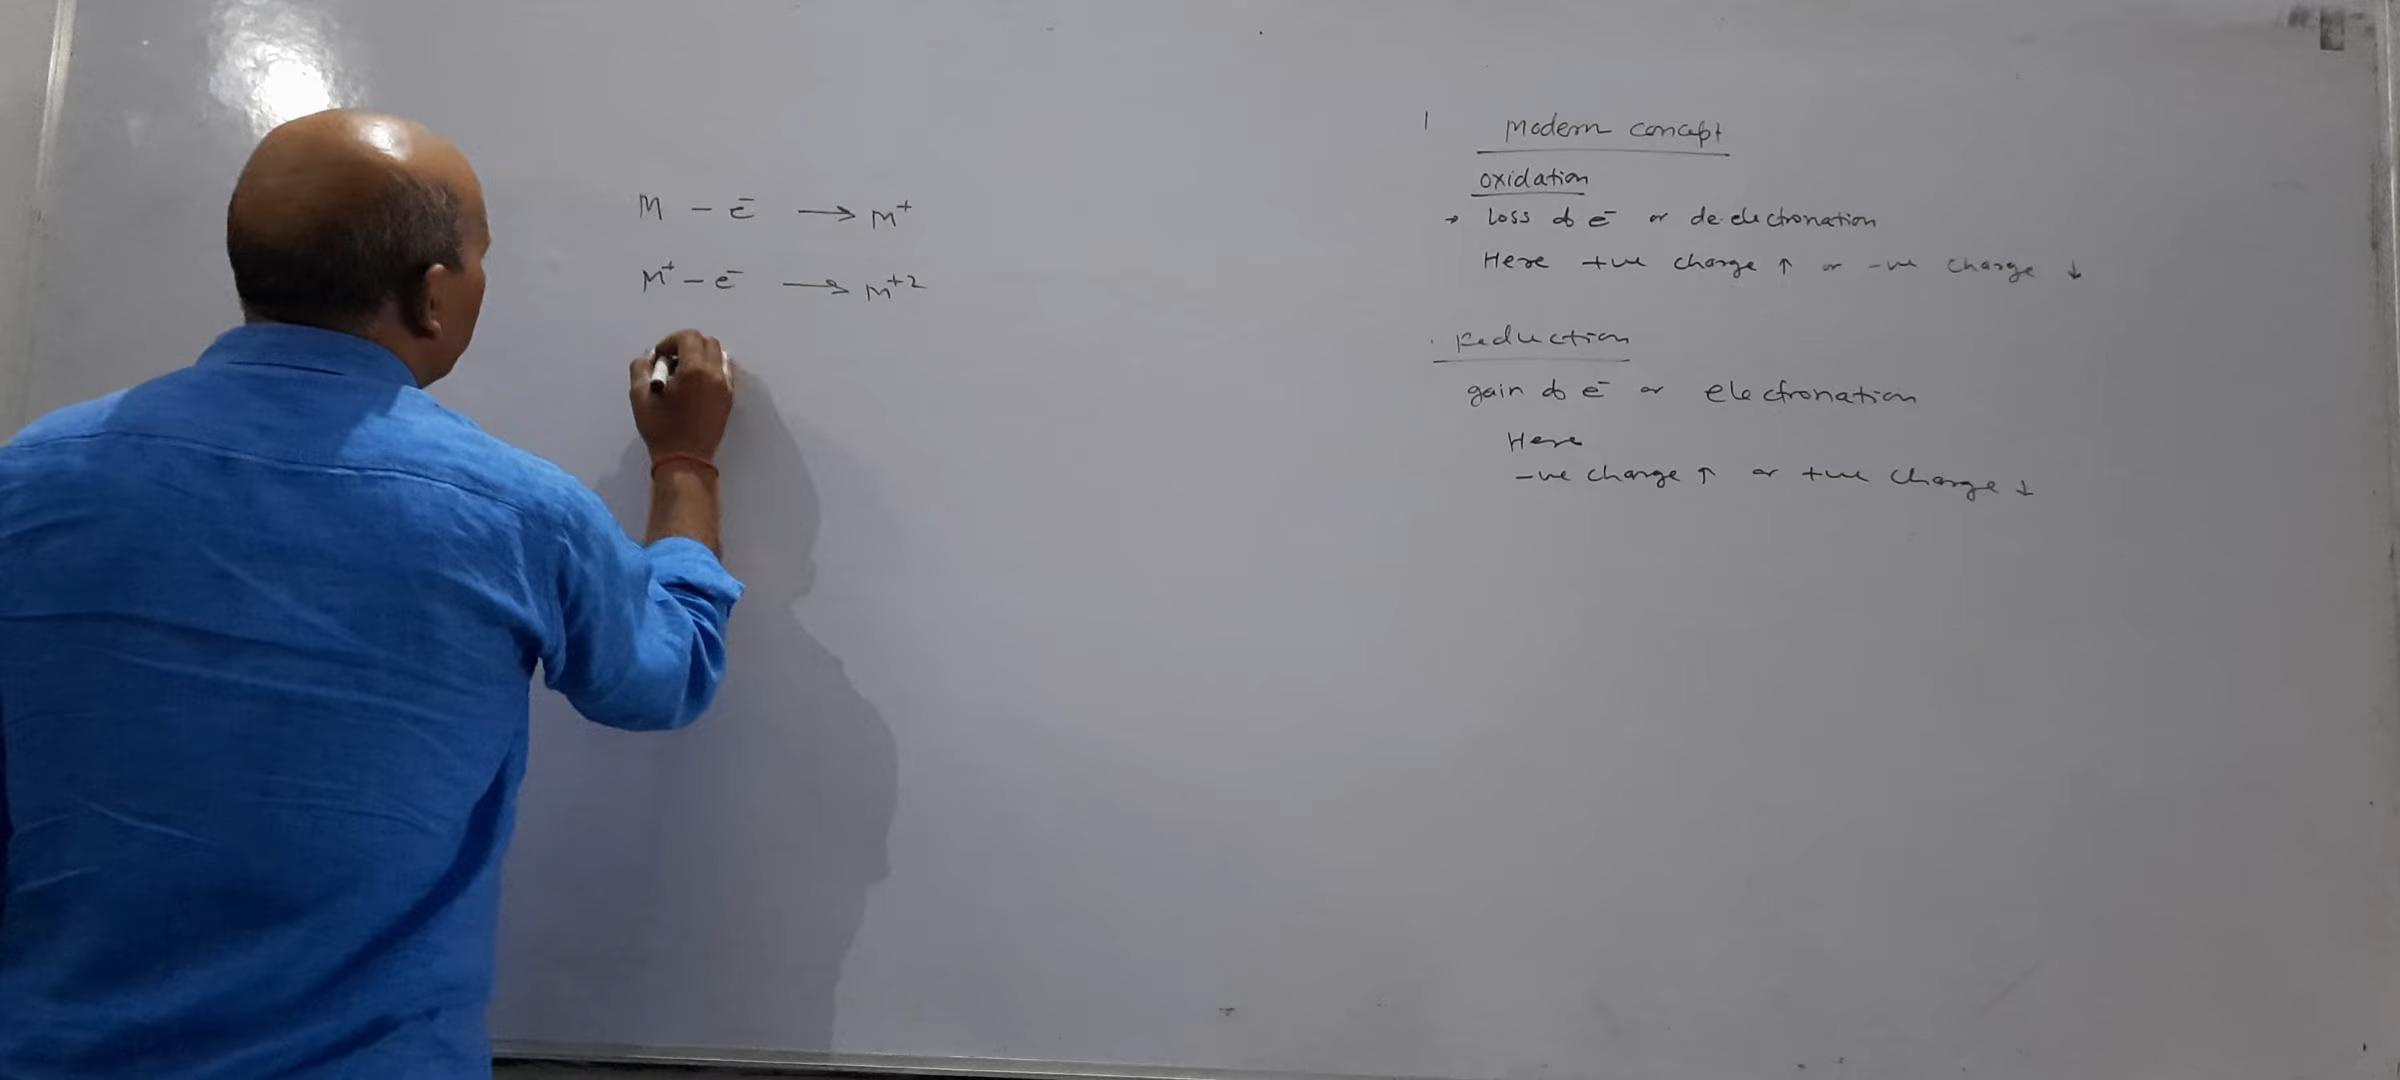 M - e⁻ → M⁺
M⁺ - e⁻ → M⁺²
1 Modern concept
oxidation
→ Loss of e⁻ or de-electronation
Here +ve charge ↑ or -ve charge ↓
Reduction
gain of e⁻ or electronation
Here
-ve charge ↑ or +ve charge ↓